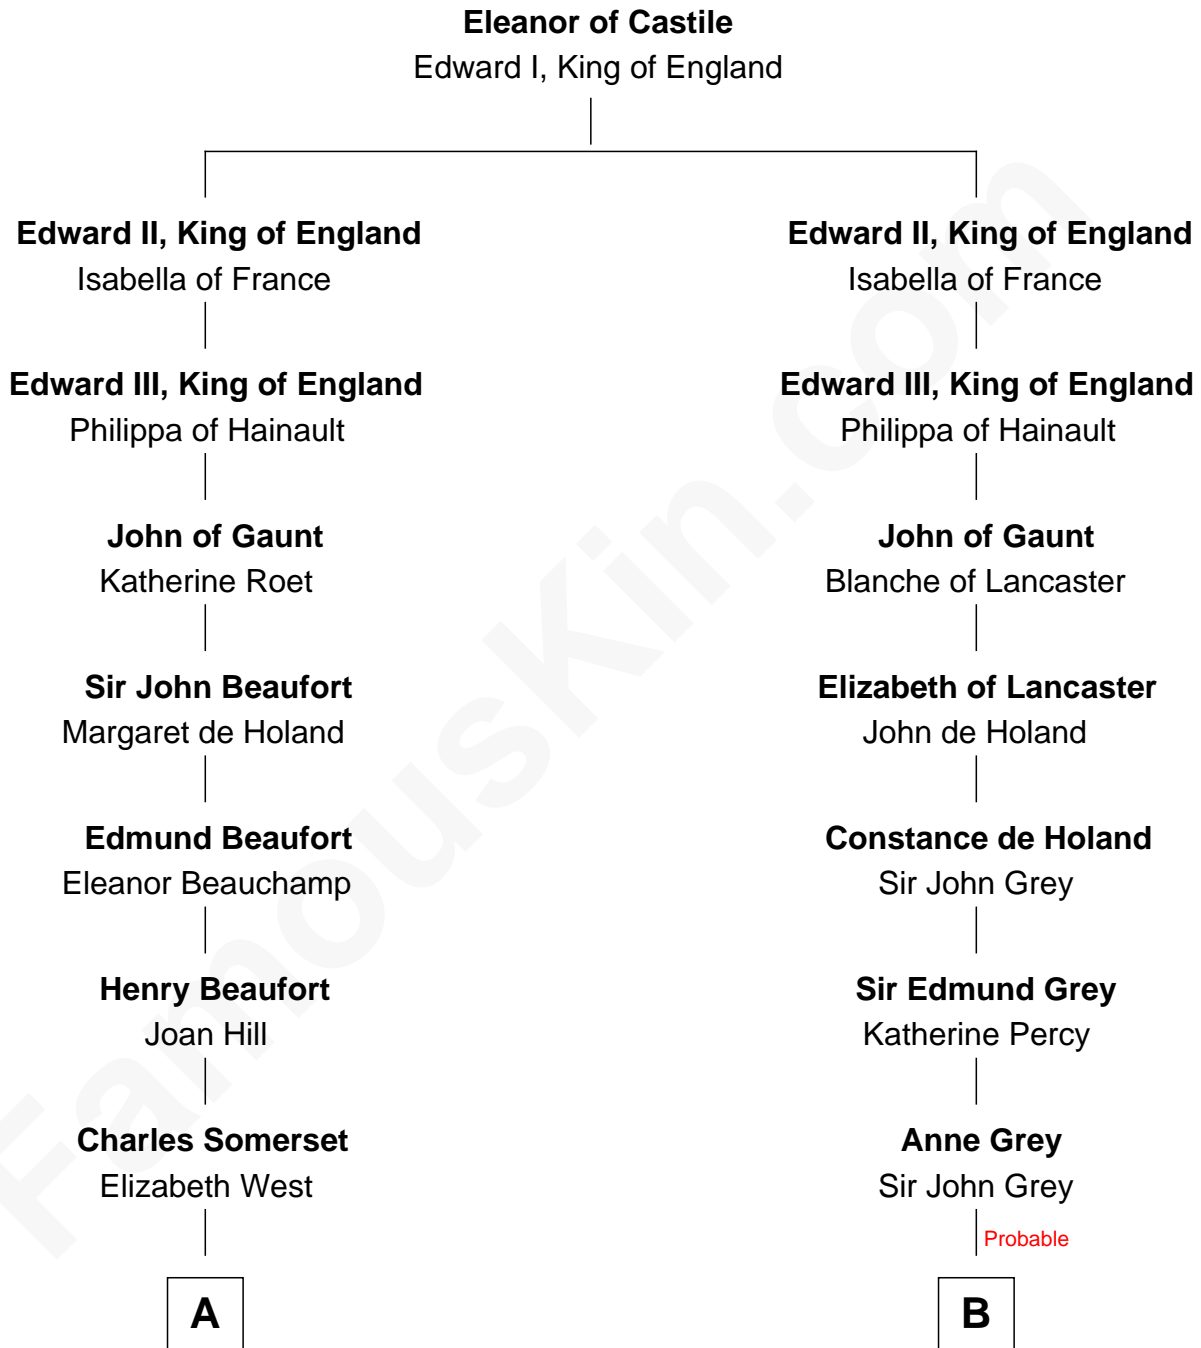 Eleanor of Castile
Edward I, King of England
Edward II, King of England
Isabella of France
Edward III, King of England
Philippa of Hainault
John of Gaunt
Katherine Roet
Sir John Beaufort
Margaret de Holand
Edmund Beaufort
Eleanor Beauchamp
Henry Beaufort
Joan Hill
Charles Somerset
Elizabeth West
A
Edward II, King of England
Isabella of France
Edward III, King of England
Philippa of Hainault
John of Gaunt
Blanche of Lancaster
Elizabeth of Lancaster
John de Holand
Constance de Holand
Sir John Grey
Sir Edmund Grey
Katherine Percy
Anne Grey
Sir John Grey
Probable
B
FamousKin.com